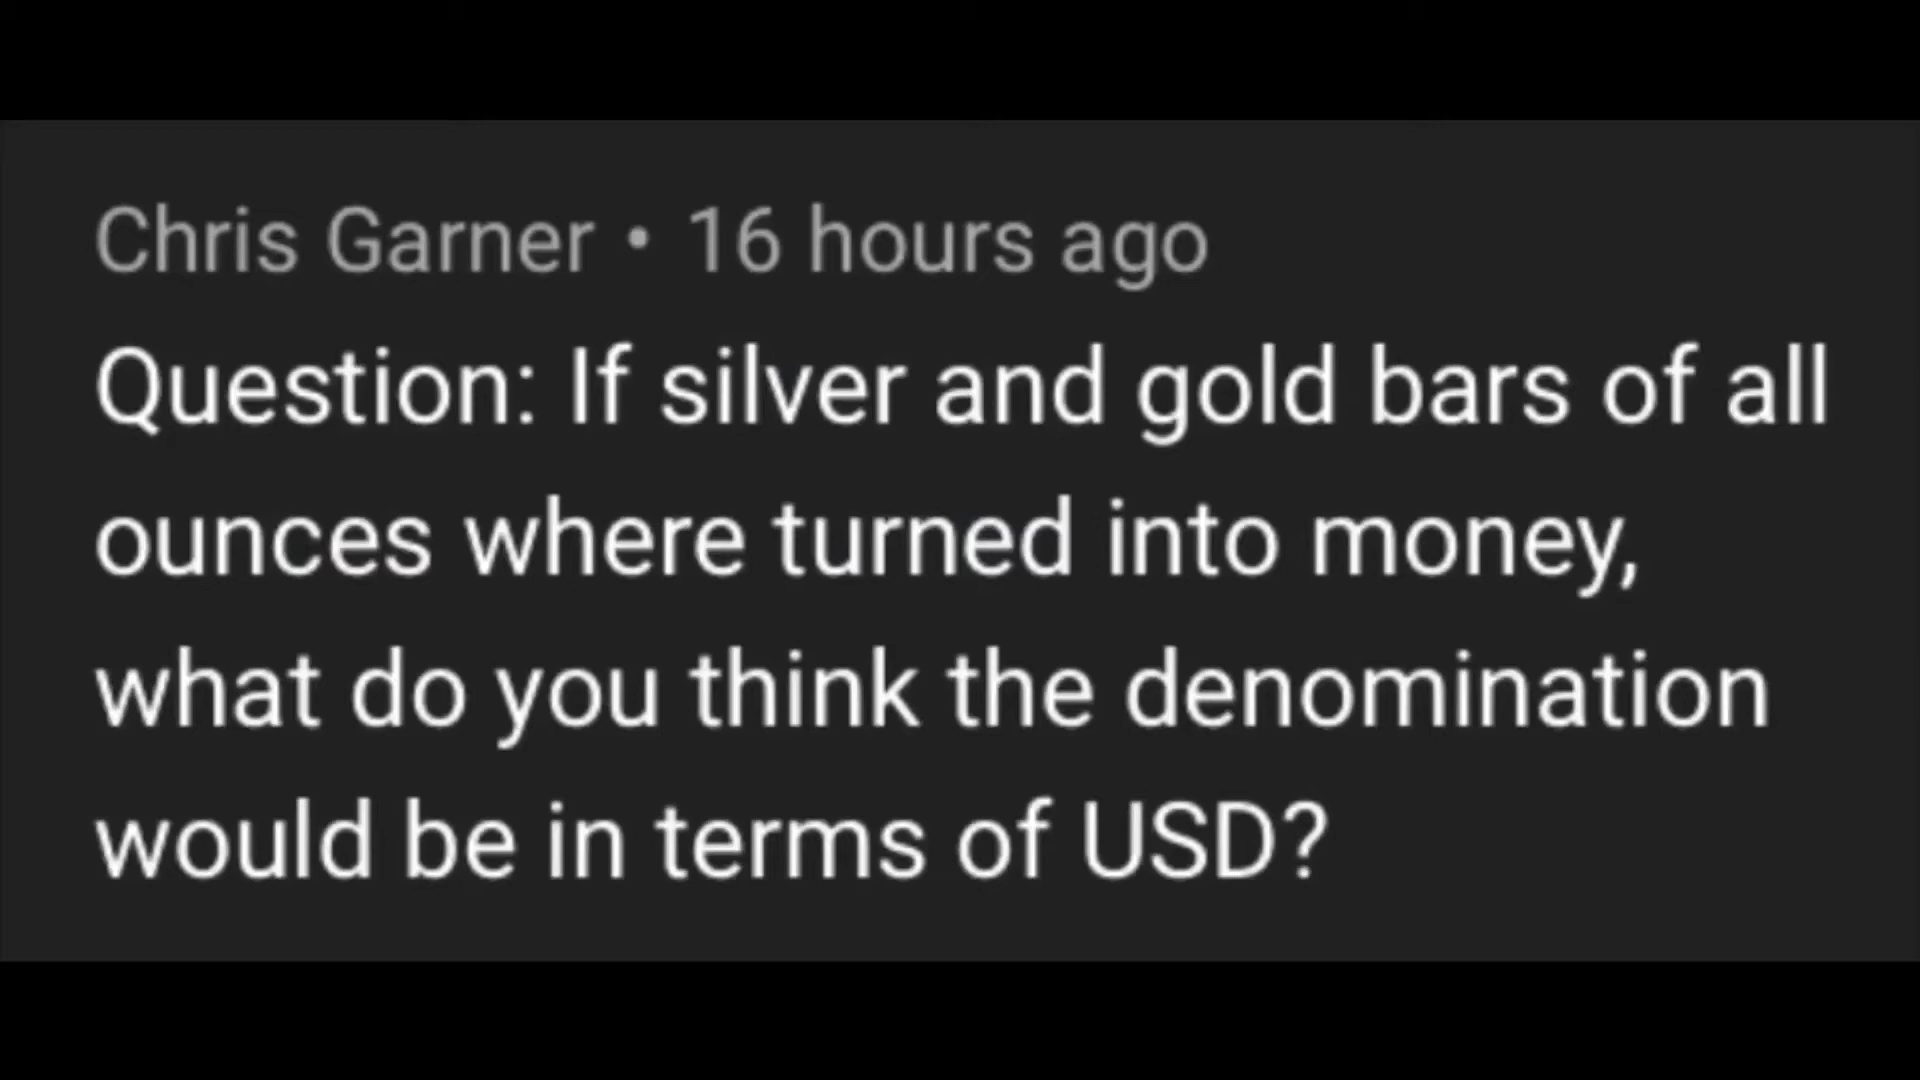 Chris Garner • 16 hours ago
Question: If silver and gold bars of all
ounces where turned into money,
what do you think the denomination
would be in terms of USD?